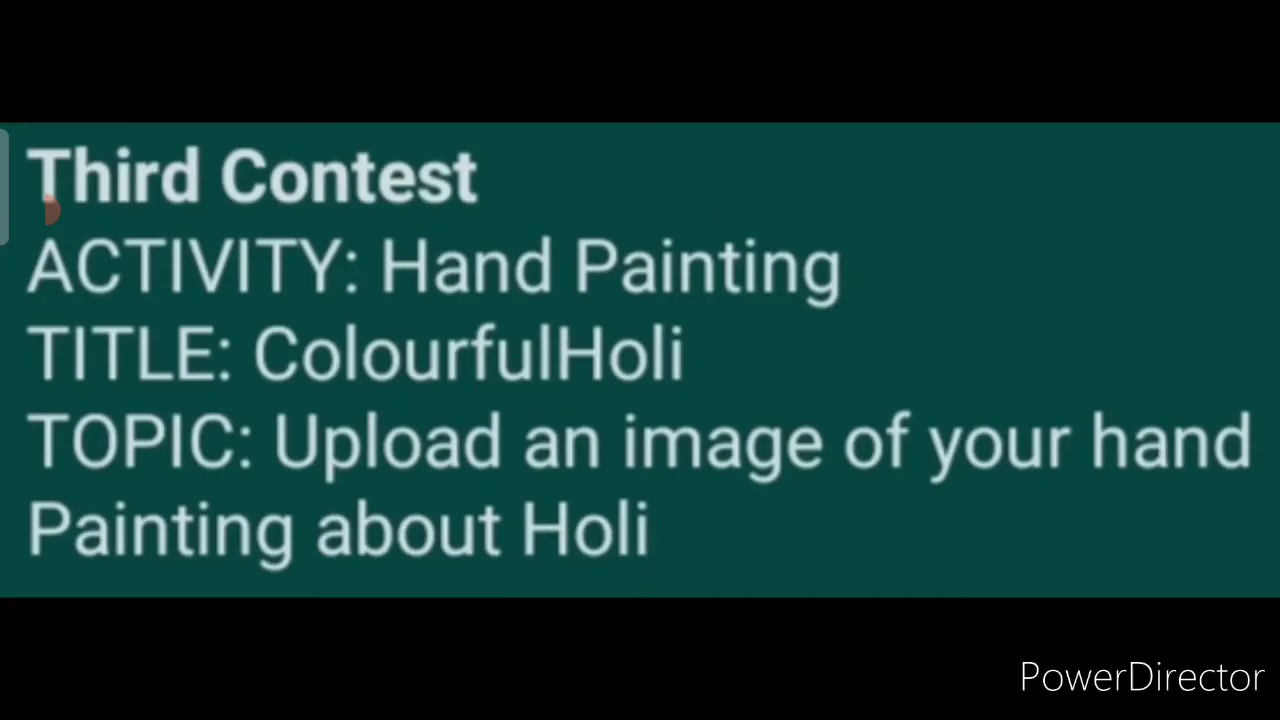 Third Contest
ACTIVITY: Hand Painting
TITLE: ColourfulHoli
TOPIC: Upload an image of your hand
Painting about Holi
PowerDirector